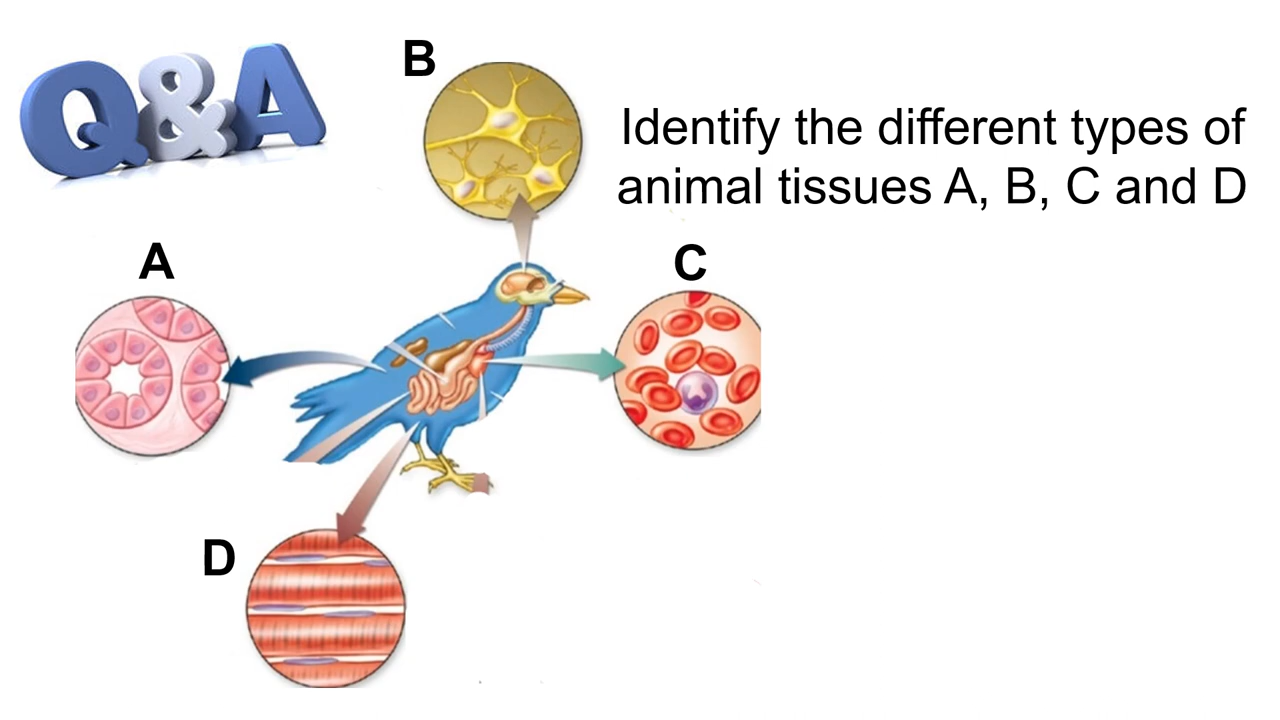 Q&A
B
Identify the different types of
animal tissues A, B, C and D
A
C
D